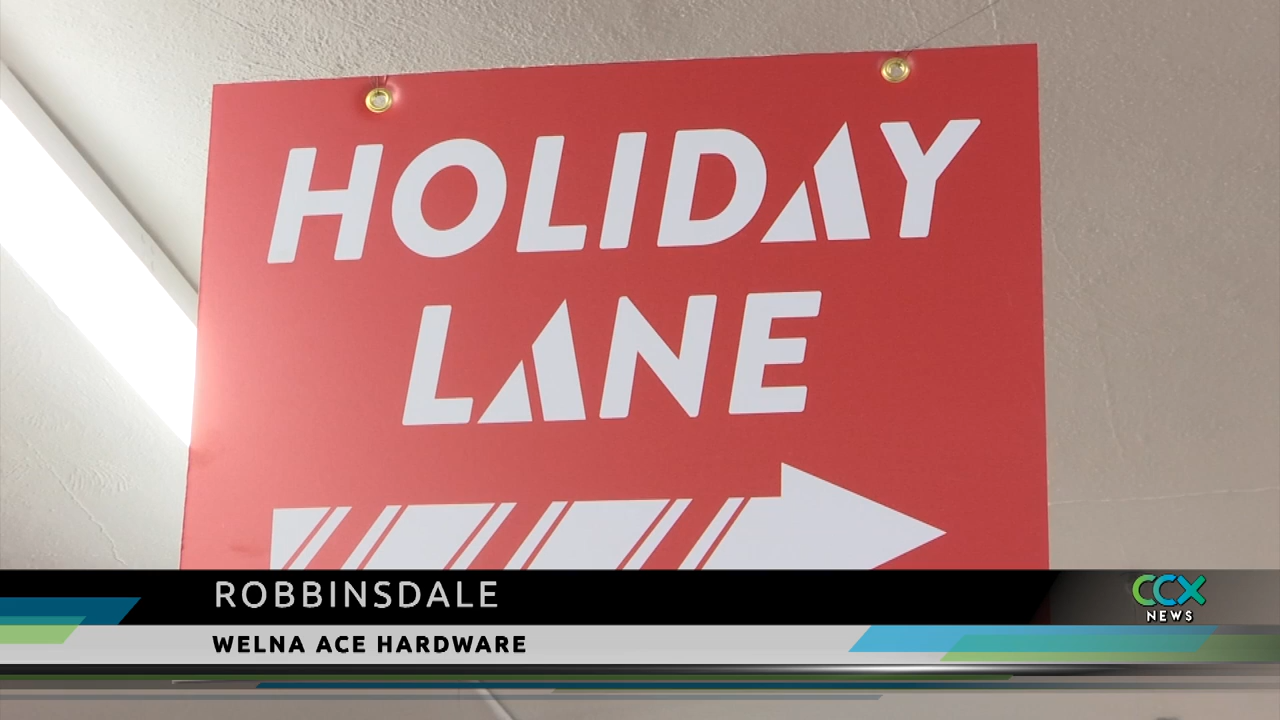 HOLIDAY
LANE
ROBBINSDALE
WELNA ACE HARDWARE
CCX
NEWS